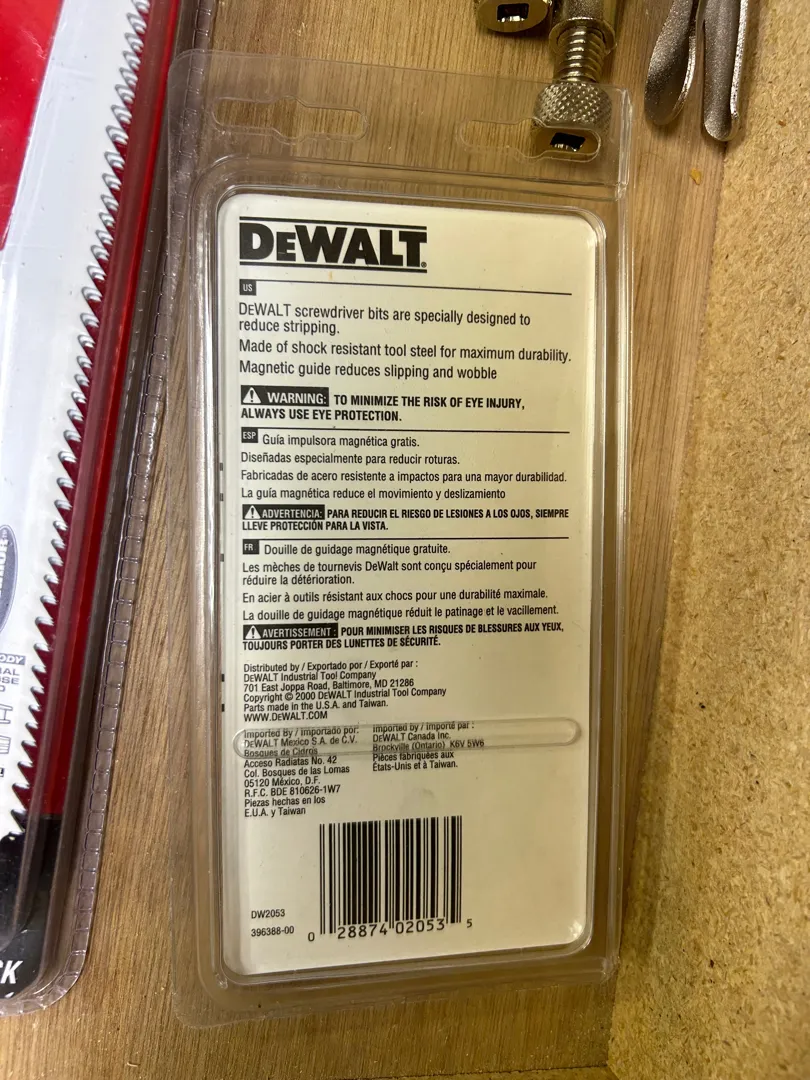 DEWALT®
US
DEWALT screwdriver bits are specially designed to
reduce stripping.
Made of shock resistant tool steel for maximum durability.
Magnetic guide reduces slipping and wobble
WARNING: TO MINIMIZE THE RISK OF EYE INJURY,
ALWAYS USE EYE PROTECTION.
ESP Guía impulsora magnética gratis.
Diseñadas especialmente para reducir roturas.
Fabricadas de acero resistente a impactos para una mayor durabilidad.
La guía magnética reduce el movimiento y deslizamiento
ADVERTENCIA: PARA REDUCIR EL RIESGO DE LESIONES A LOS OJOS, SIEMPRE
LLEVE PROTECCIÓN PARA LA VISTA.
FR Douille de guidage magnétique gratuite.
Les mèches de tournevis DeWalt sont conçu spécialement pour
réduire la détérioration.
En acier à outils résistant aux chocs pour une durabilité maximale.
La douille de guidage magnétique réduit le patinage et le vacillement.
AVERTISSEMENT: POUR MINIMISER LES RISQUES DE BLESSURES AUX YEUX,
TOUJOURS PORTER DES LUNETTES DE SÉCURITÉ.
Distributed by / Exportado por / Exporté par :
DEWALT Industrial Tool Company
701 East Joppa Road, Baltimore, MD 21286
Copyright © 2000 DEWALT Industrial Tool Company
Parts made in the U.S.A. and Taiwan.
WWW.DEWALT.COM
Imported By / Importado por:
DEWALT Mexico S.A. de C.V.
Bosques de Cidros
Acceso Radiatas No. 42
Col. Bosques de las Lomas
05120 México, D.F.
R.F.C. BDE 810626-1W7
Piezas hechas en los
E.U.A. y Taiwan
Imported by / Importé par :
DEWALT Canada Inc.
Brockville (Ontario) K6V 5W6
Pièces fabriquées aux
États-Unis et à Taiwan.
DW2053
396388-00
0 28874 02053 5